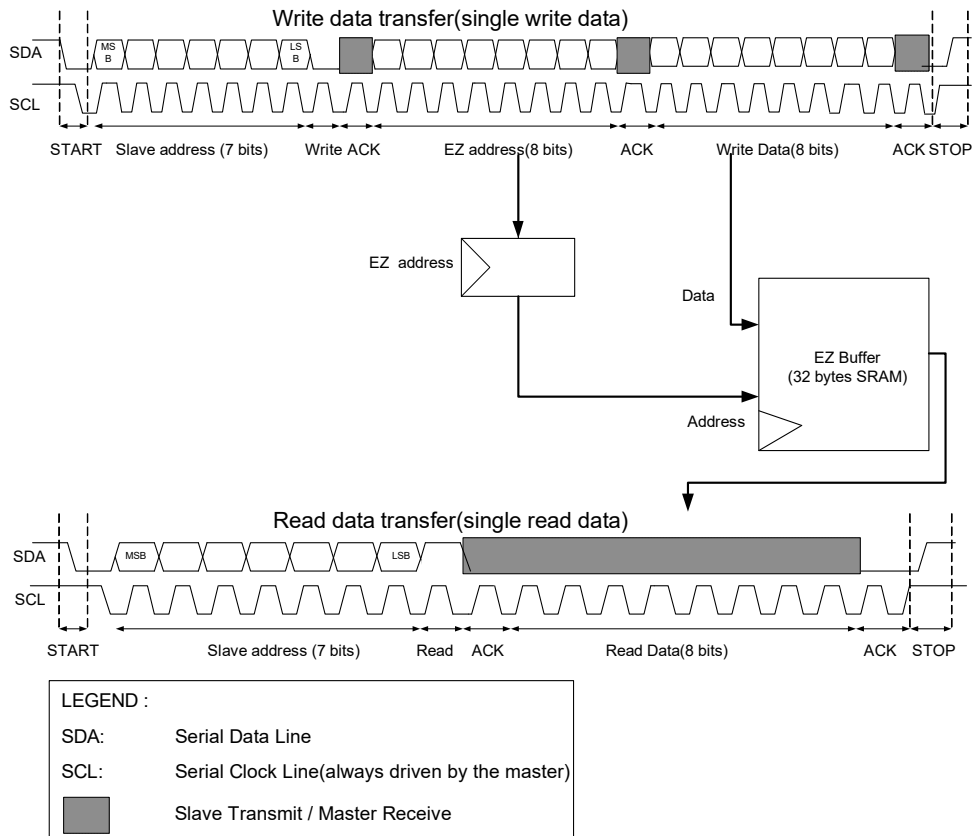 Write data transfer(single write data)
SDA
MS
B
LS
B
SCL
START
Slave address (7 bits)
Write ACK
EZ address(8 bits)
ACK
Write Data(8 bits)
ACK STOP
EZ address
Data
EZ Buffer
(32 bytes SRAM)
Address
Read data transfer(single read data)
SDA
MSB
LSB
SCL
START
Slave address (7 bits)
Read
ACK
Read Data(8 bits)
ACK
STOP
LEGEND :
SDA: Serial Data Line
SCL: Serial Clock Line(always driven by the master)
Slave Transmit / Master Receive